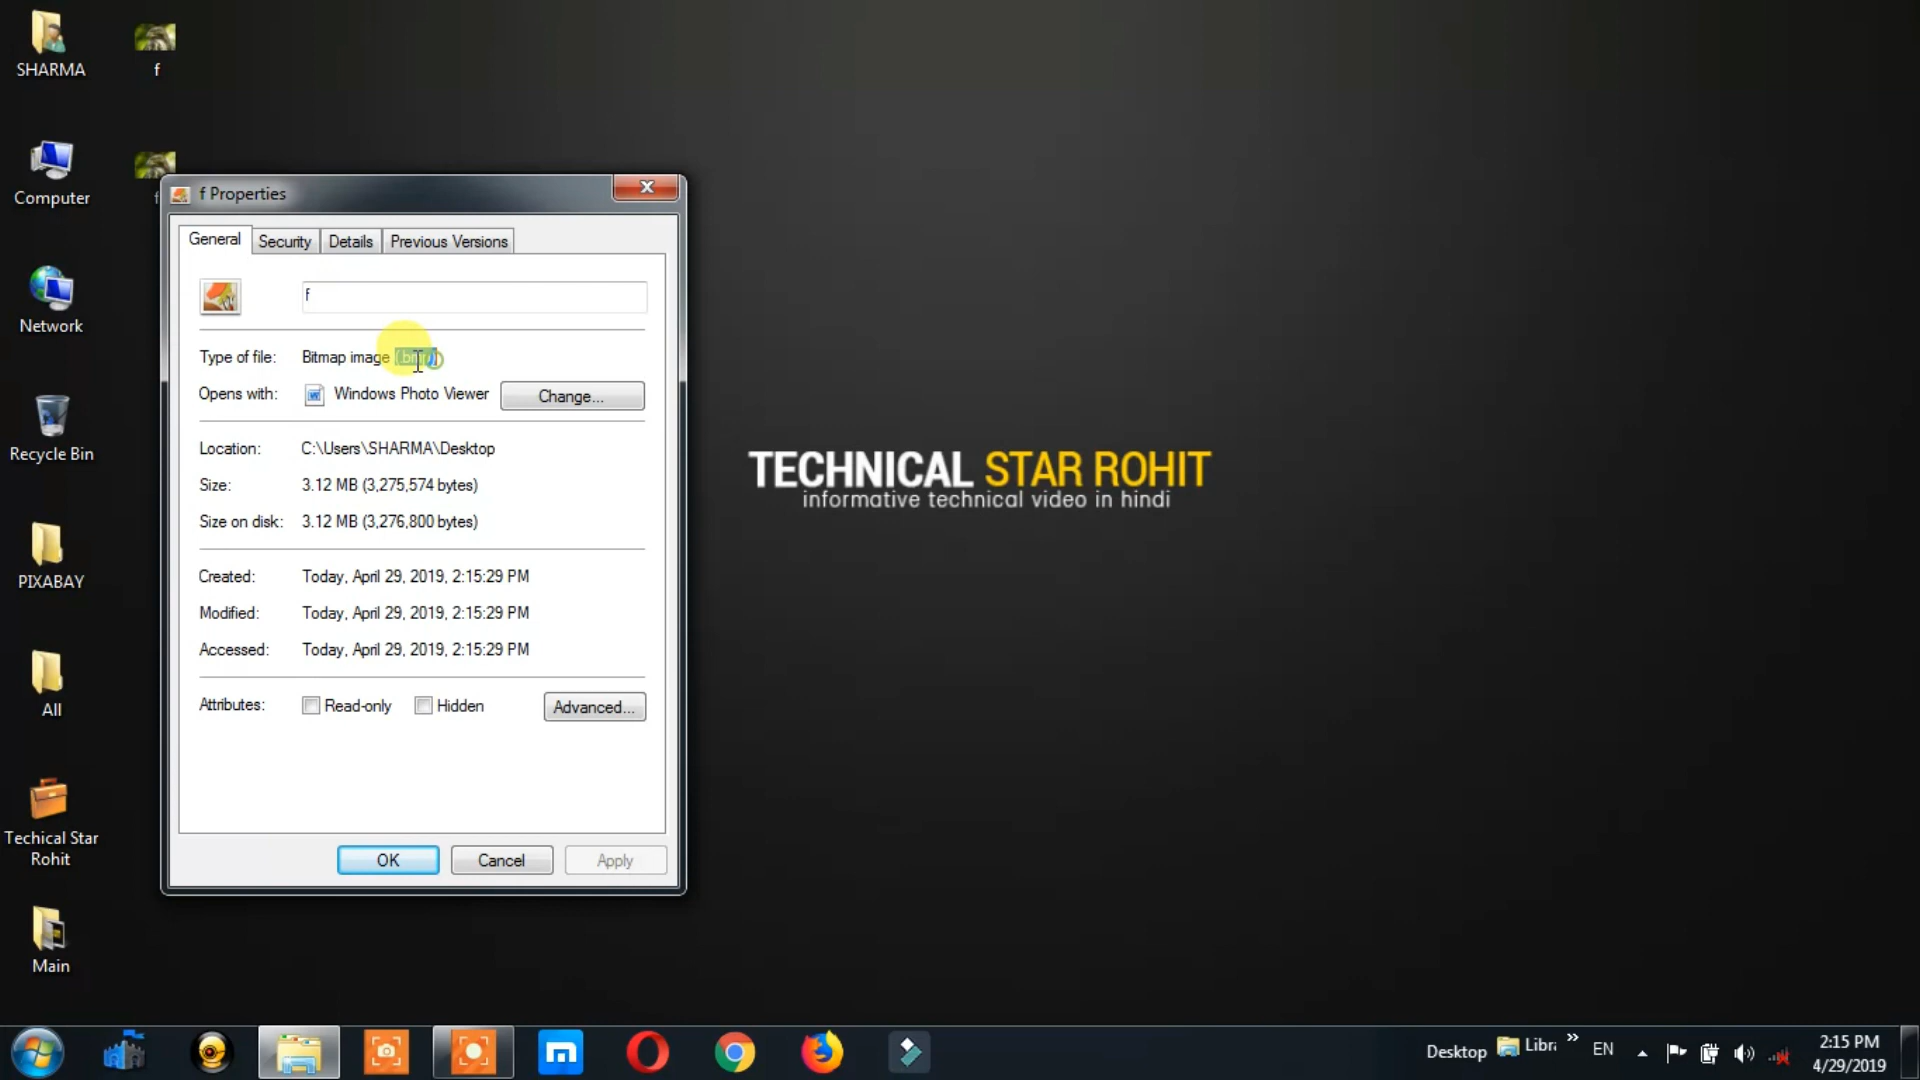 SHARMA
f
Computer
f
Network
Recycle Bin
PIXABAY
All
Techical Star
Rohit
Main
f Properties
General
Security
Details
Previous Versions
f
Type of file:
Bitmap image (.bmp)
Opens with:
Windows Photo Viewer
Change...
Location:
C:\Users\SHARMA\Desktop
Size:
3.12 MB (3,275,574 bytes)
Size on disk:
3.12 MB (3,276,800 bytes)
Created:
Today, April 29, 2019, 2:15:29 PM
Modified:
Today, April 29, 2019, 2:15:29 PM
Accessed:
Today, April 29, 2019, 2:15:29 PM
Attributes:
Read-only
Hidden
Advanced...
OK
Cancel
Apply
TECHNICAL STAR ROHIT
informative technical video in hindi
Desktop
Libr
»
EN
2:15 PM
4/29/2019